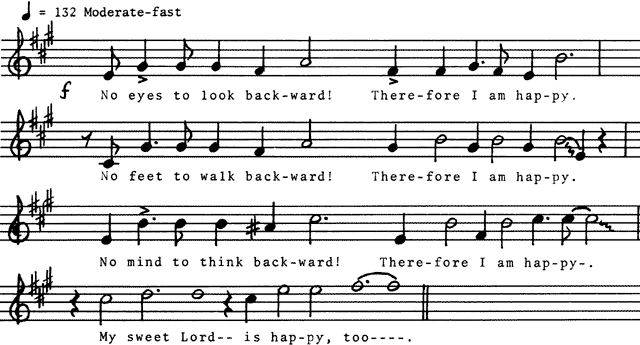 ♩ = 132 Moderate-fast
f
No eyes to look back-ward! There-fore I am hap-py.
No feet to walk back-ward! There-fore I am hap-py.
No mind to think back-ward! There-fore I am hap-py-.
My sweet Lord-- is hap-py, too----.